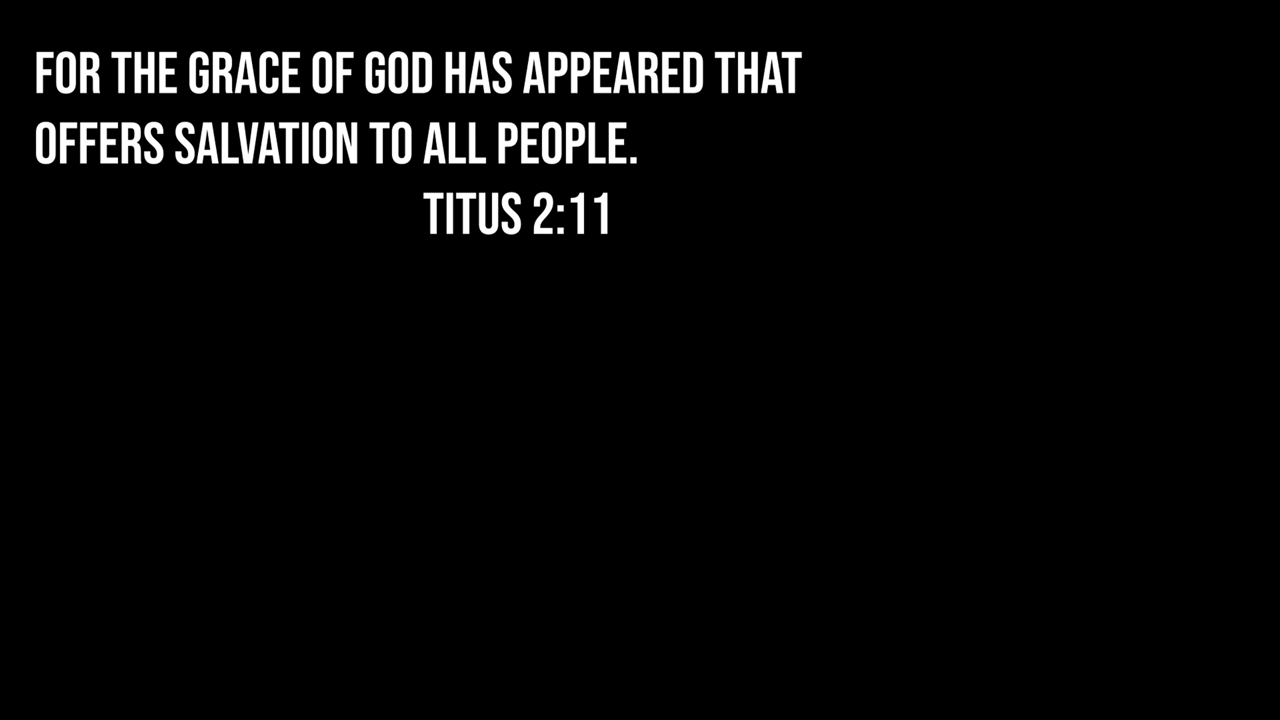 FOR THE GRACE OF GOD HAS APPEARED THAT
OFFERS SALVATION TO ALL PEOPLE.
TITUS 2:11